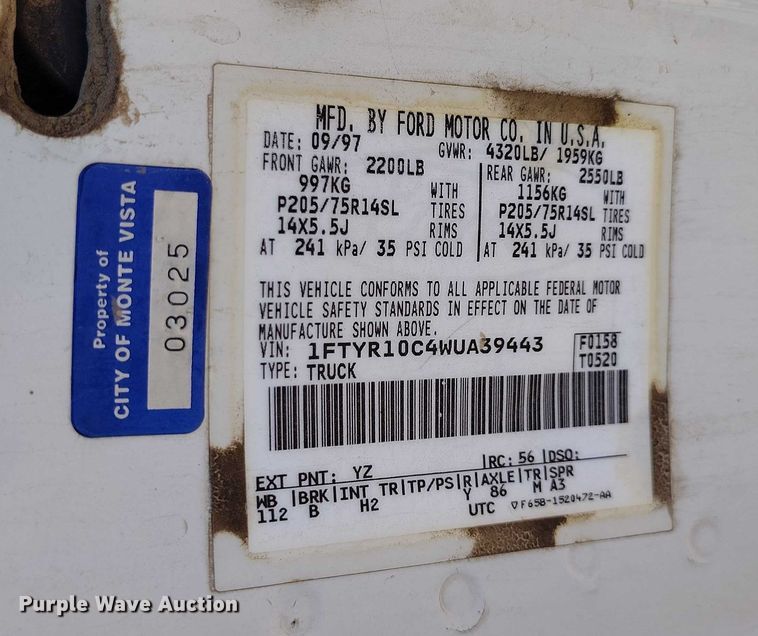 MFD. BY FORD MOTOR CO. IN U.S.A.
DATE: 09/97 GVWR: 4320LB/ 1959KG
FRONT GAWR: 2200LB REAR GAWR: 2550LB
997KG WITH 1156KG WITH
P205/75R14SL TIRES P205/75R14SL TIRES
14X5.5J RIMS 14X5.5J RIMS
AT 241 kPa/ 35 PSI COLD AT 241 kPa/ 35 PSI COLD
THIS VEHICLE CONFORMS TO ALL APPLICABLE FEDERAL MOTOR
VEHICLE SAFETY STANDARDS IN EFFECT ON THE DATE OF
MANUFACTURE SHOWN ABOVE.
VIN: 1FTYR10C4WUA39443 F0158
TYPE: TRUCK T0520
EXT PNT: YZ RC: 56 DSO:
WB BRK INT TR TP/PS R AXLE TR SPR
112 B H2 Y 86 M A3
UTC ▽F65B-1520472-AA
Property of
CITY OF MONTE VISTA
03025
Purple Wave Auction